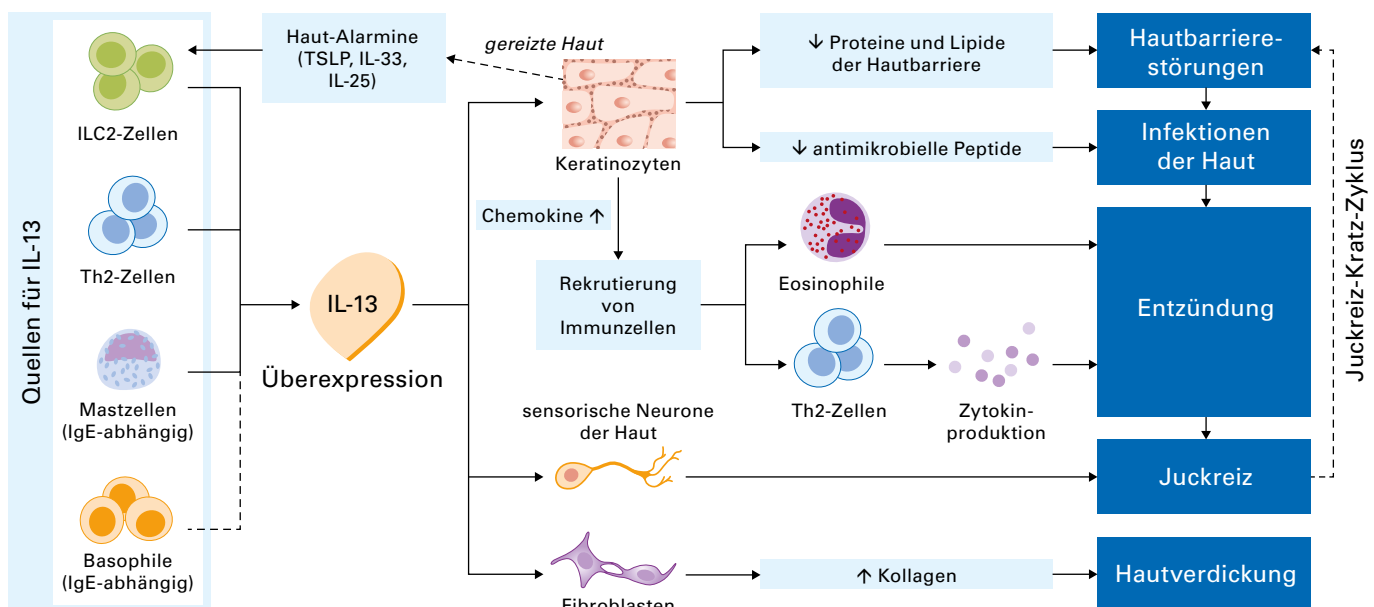 Quellen für IL-13
ILC2-Zellen
Th2-Zellen
Mastzellen
(IgE-abhängig)
Basophile
(IgE-abhängig)
Haut-Alarmine
(TSLP, IL-33,
IL-25)
gereizte Haut
IL-13
Überexpression
Keratinozyten
Chemokine ↑
Rekrutierung
von
Immunzellen
sensorische Neurone
der Haut
Fibroblasten
↓ Proteine und Lipide
der Hautbarriere
↓ antimikrobielle Peptide
Eosinophile
Th2-Zellen
Zytokin-
produktion
↑ Kollagen
Hautbarriere-
störungen
Infektionen
der Haut
Entzündung
Juckreiz
Hautverdickung
Juckreiz-Kratz-Zyklus